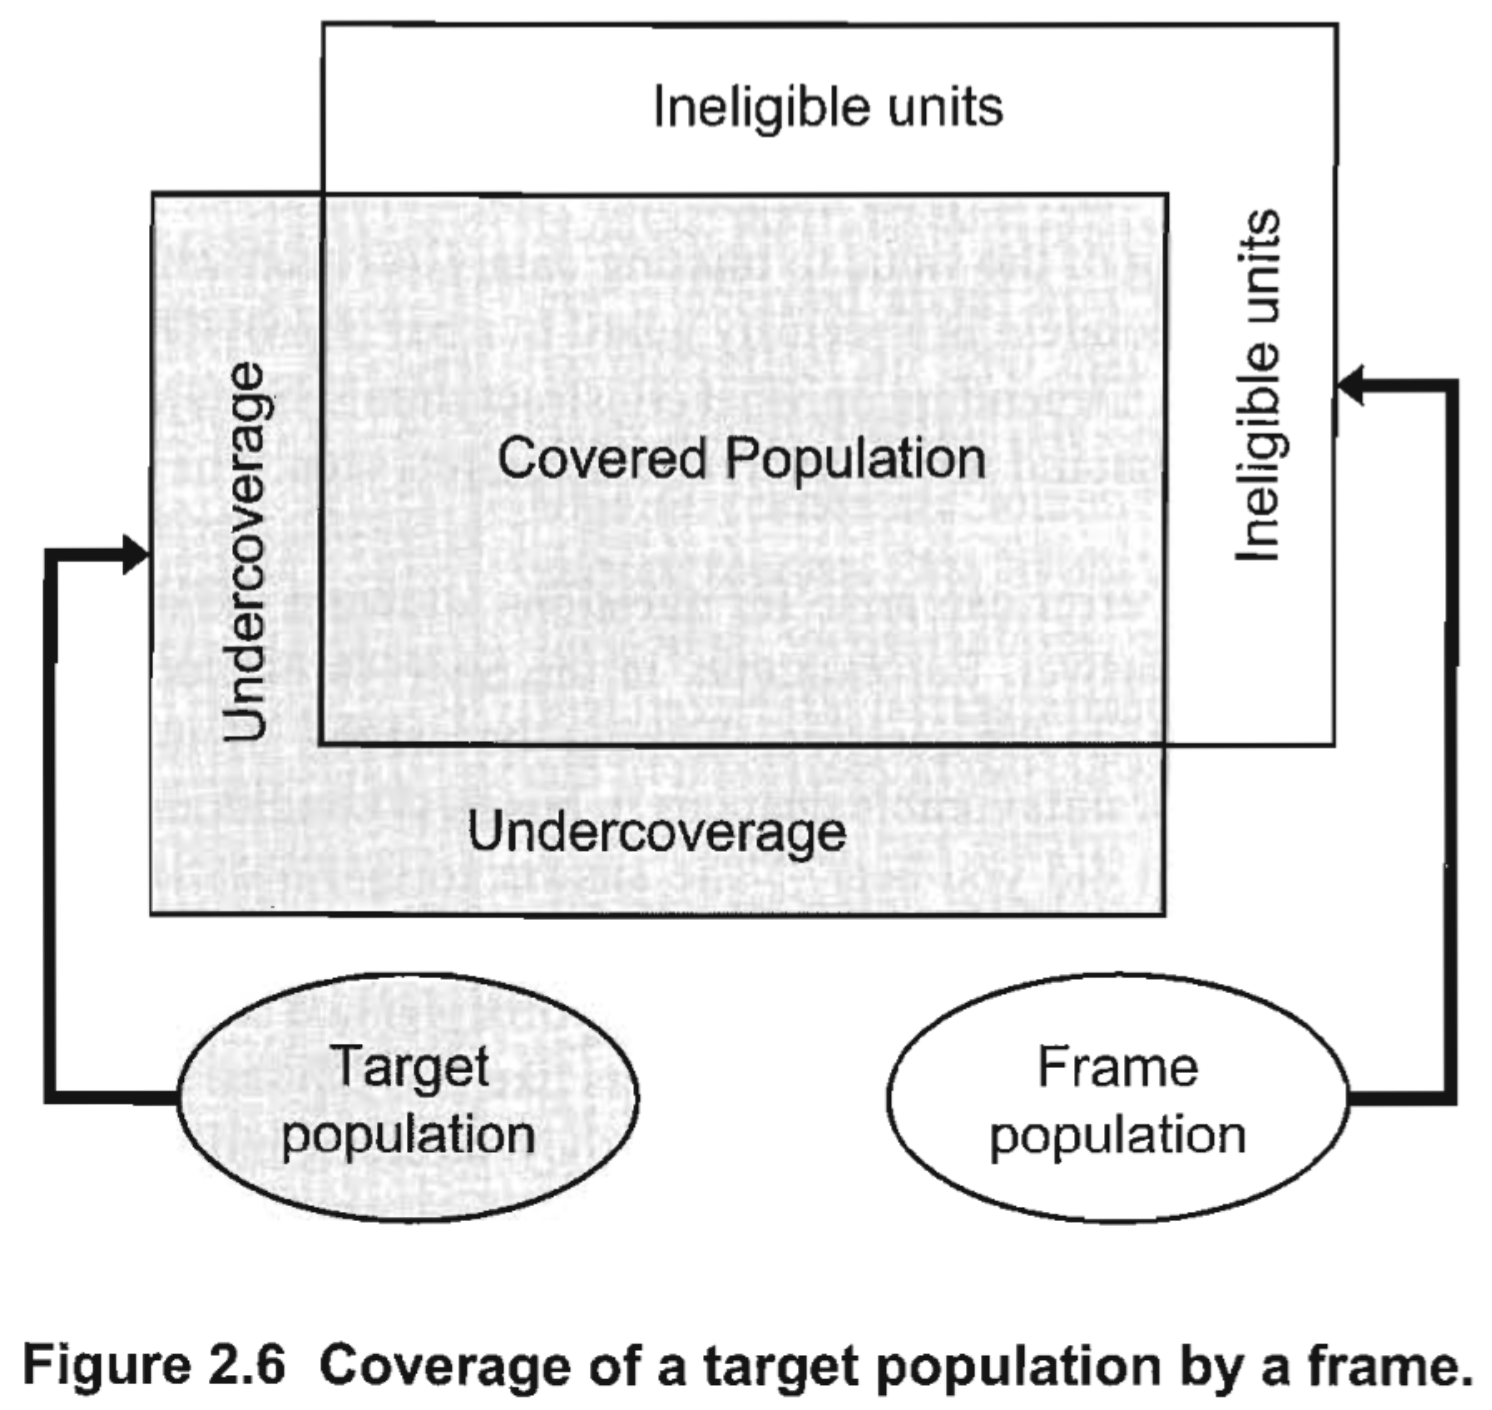 Ineligible units
Ineligible units
Undercoverage
Covered Population
Undercoverage
Target
population
Frame
population
Figure 2.6 Coverage of a target population by a frame.